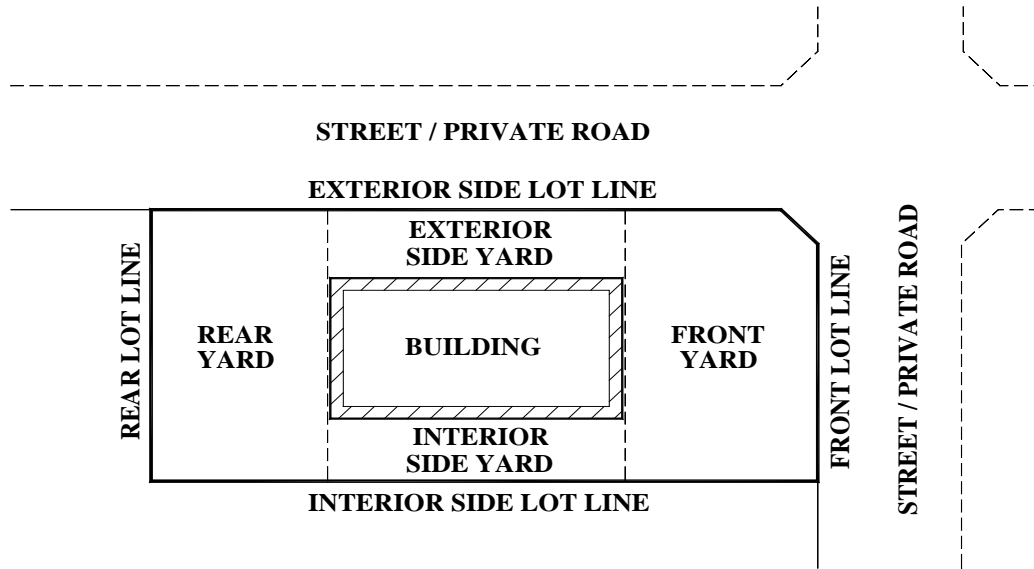 STREET / PRIVATE ROAD
EXTERIOR SIDE LOT LINE
EXTERIOR
SIDE YARD
REAR LOT LINE
REAR
YARD
BUILDING
FRONT
YARD
FRONT LOT LINE
STREET / PRIVATE ROAD
INTERIOR
SIDE YARD
INTERIOR SIDE LOT LINE